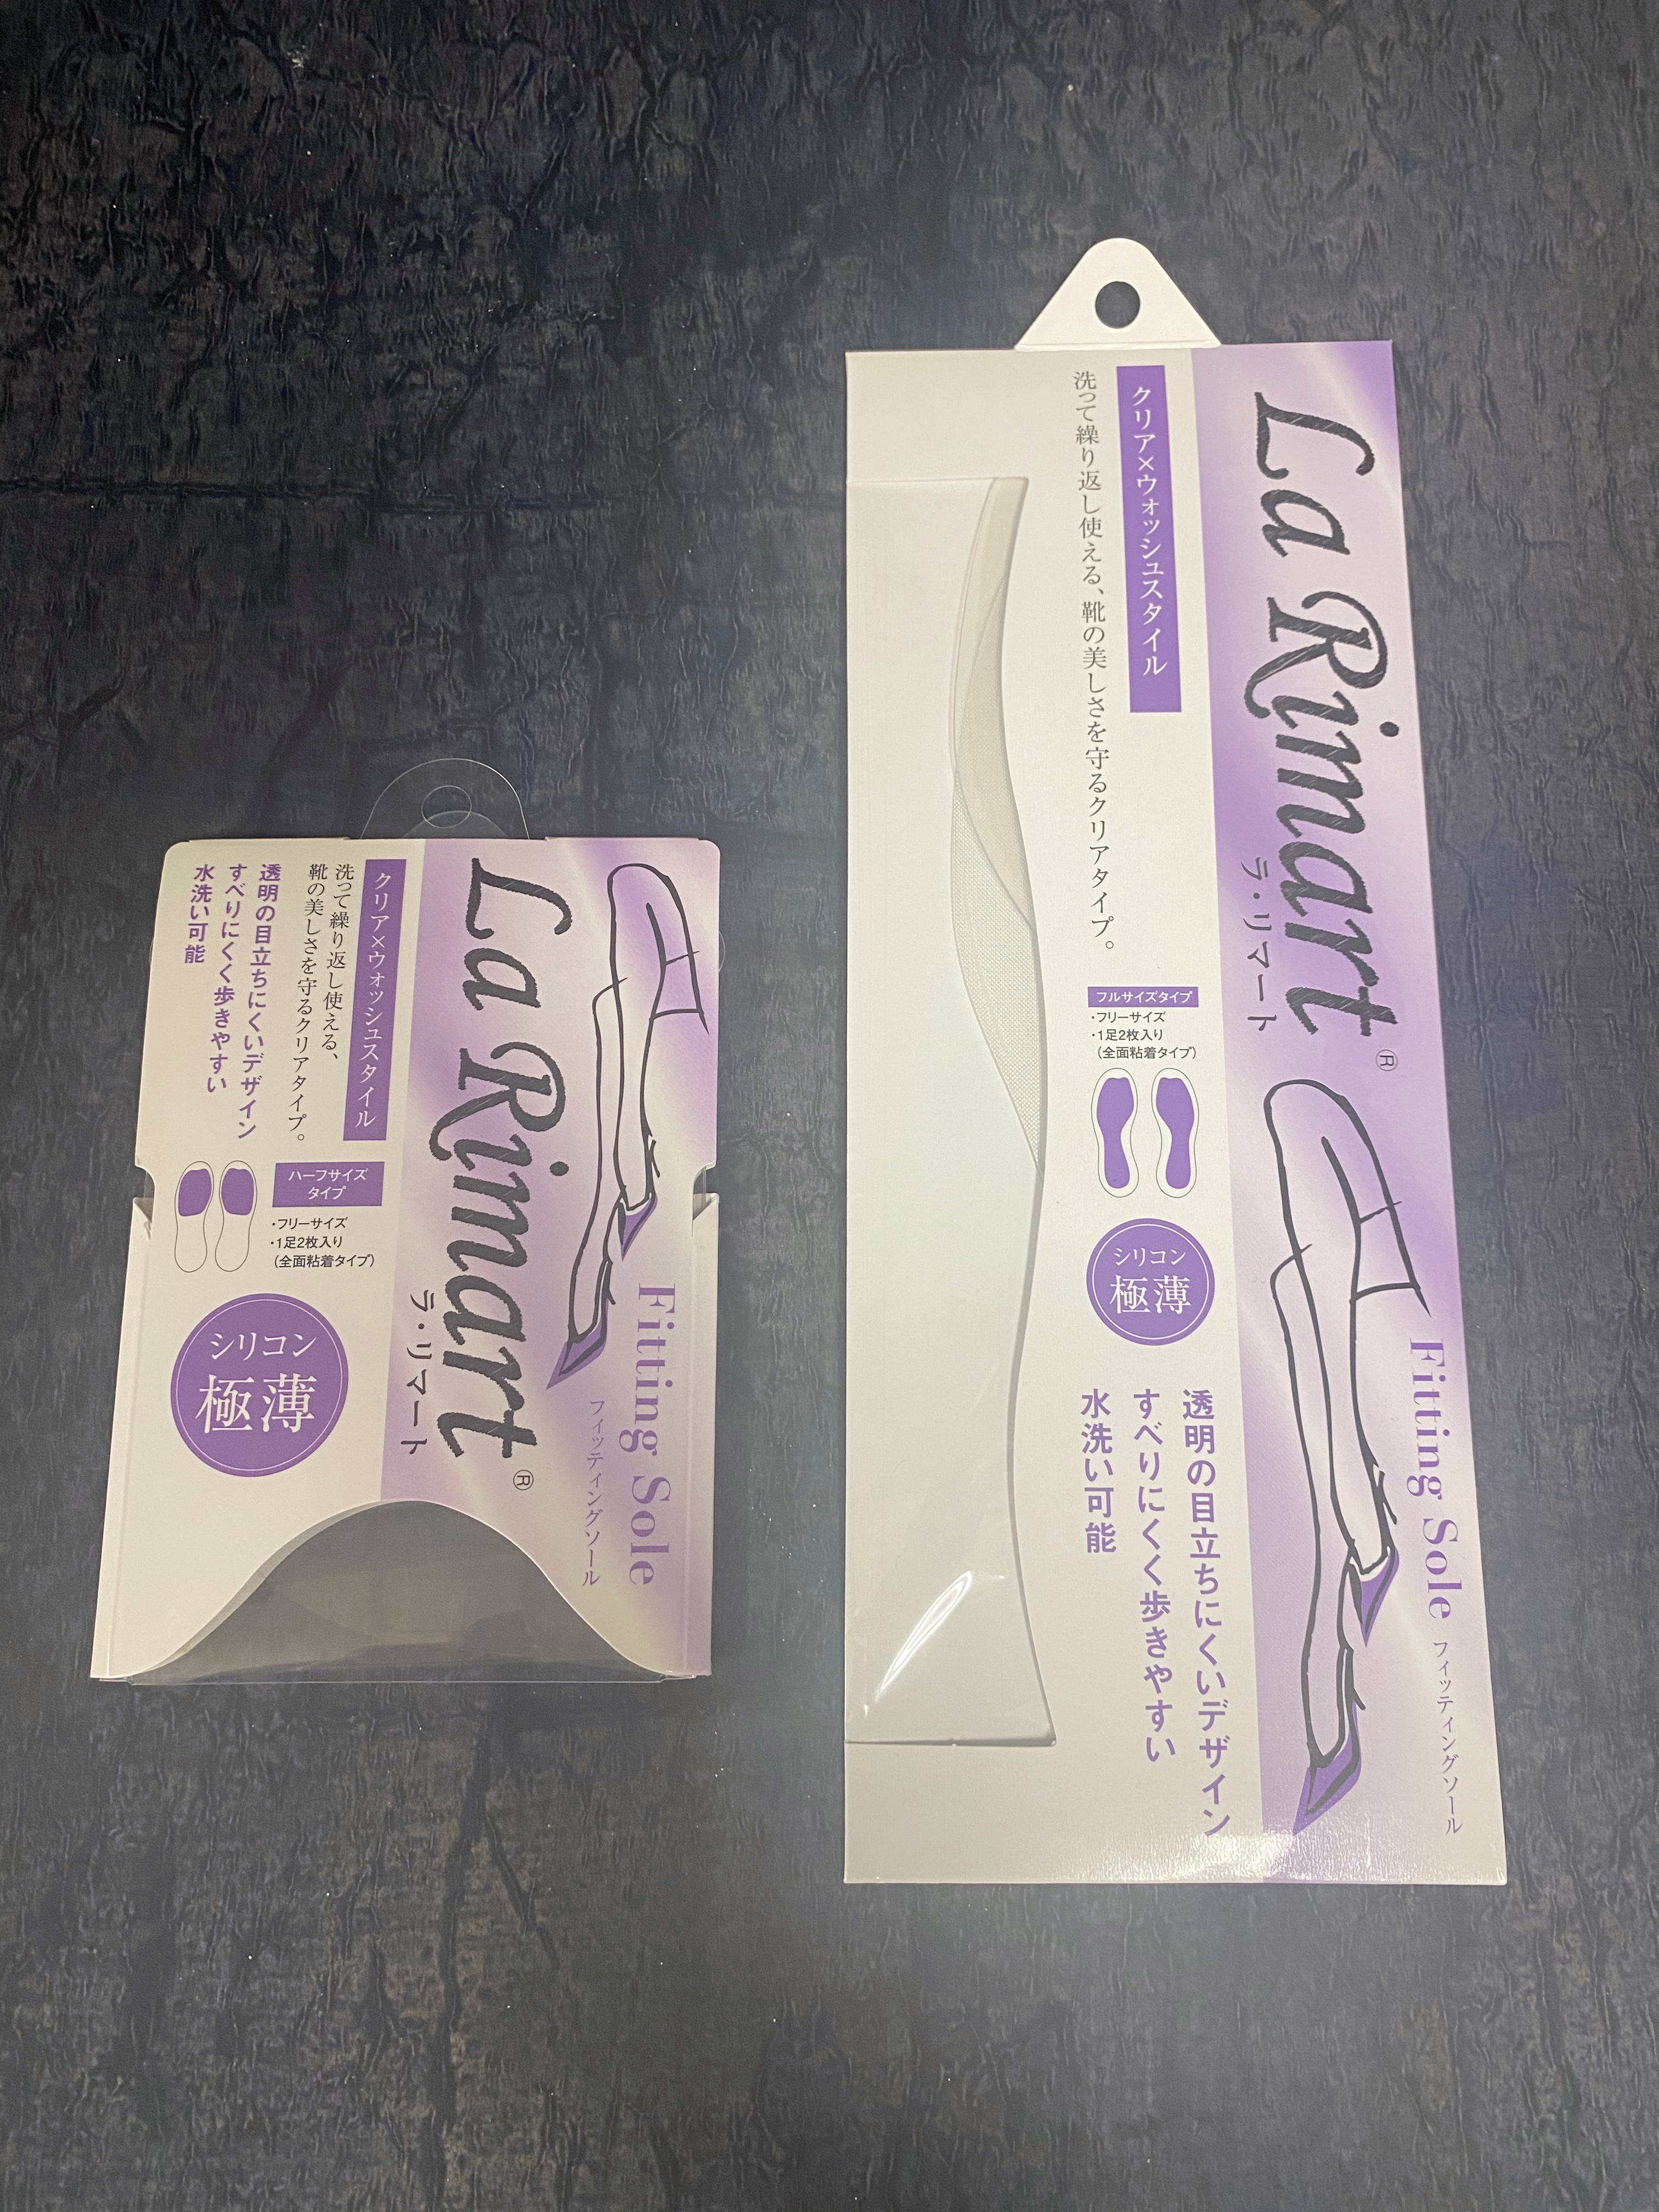 La Rimart®
ラ・リマート
Fitting Sole
フィッティングソール
クリア×ウォッシュスタイル
洗って繰り返し使える、
靴の美しさを守るクリアタイプ。
透明の目立ちにくいデザイン
すべりにくく歩きやすい
水洗い可能
ハーフサイズ
タイプ
・フリーサイズ
・1足2枚入り
(全面粘着タイプ)
シリコン
極薄
La Rimart®
ラ・リマート
Fitting Sole
フィッティングソール
クリア×ウォッシュスタイル
洗って繰り返し使える、靴の美しさを守るクリアタイプ。
フルサイズタイプ
・フリーサイズ
・1足2枚入り
(全面粘着タイプ)
シリコン
極薄
透明の目立ちにくいデザイン
すべりにくく歩きやすい
水洗い可能